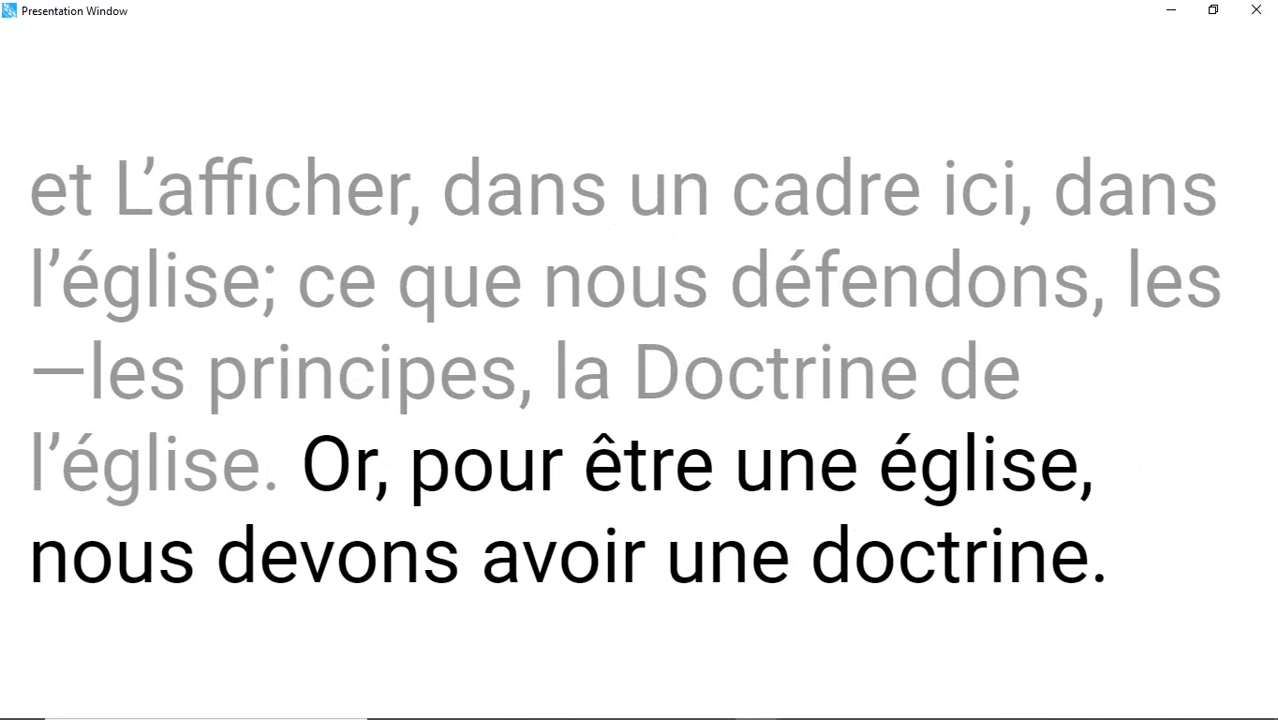 Presentation Window
et L’afficher, dans un cadre ici, dans
l’église; ce que nous défendons, les
—les principes, la Doctrine de
l’église. Or, pour être une église,
nous devons avoir une doctrine.